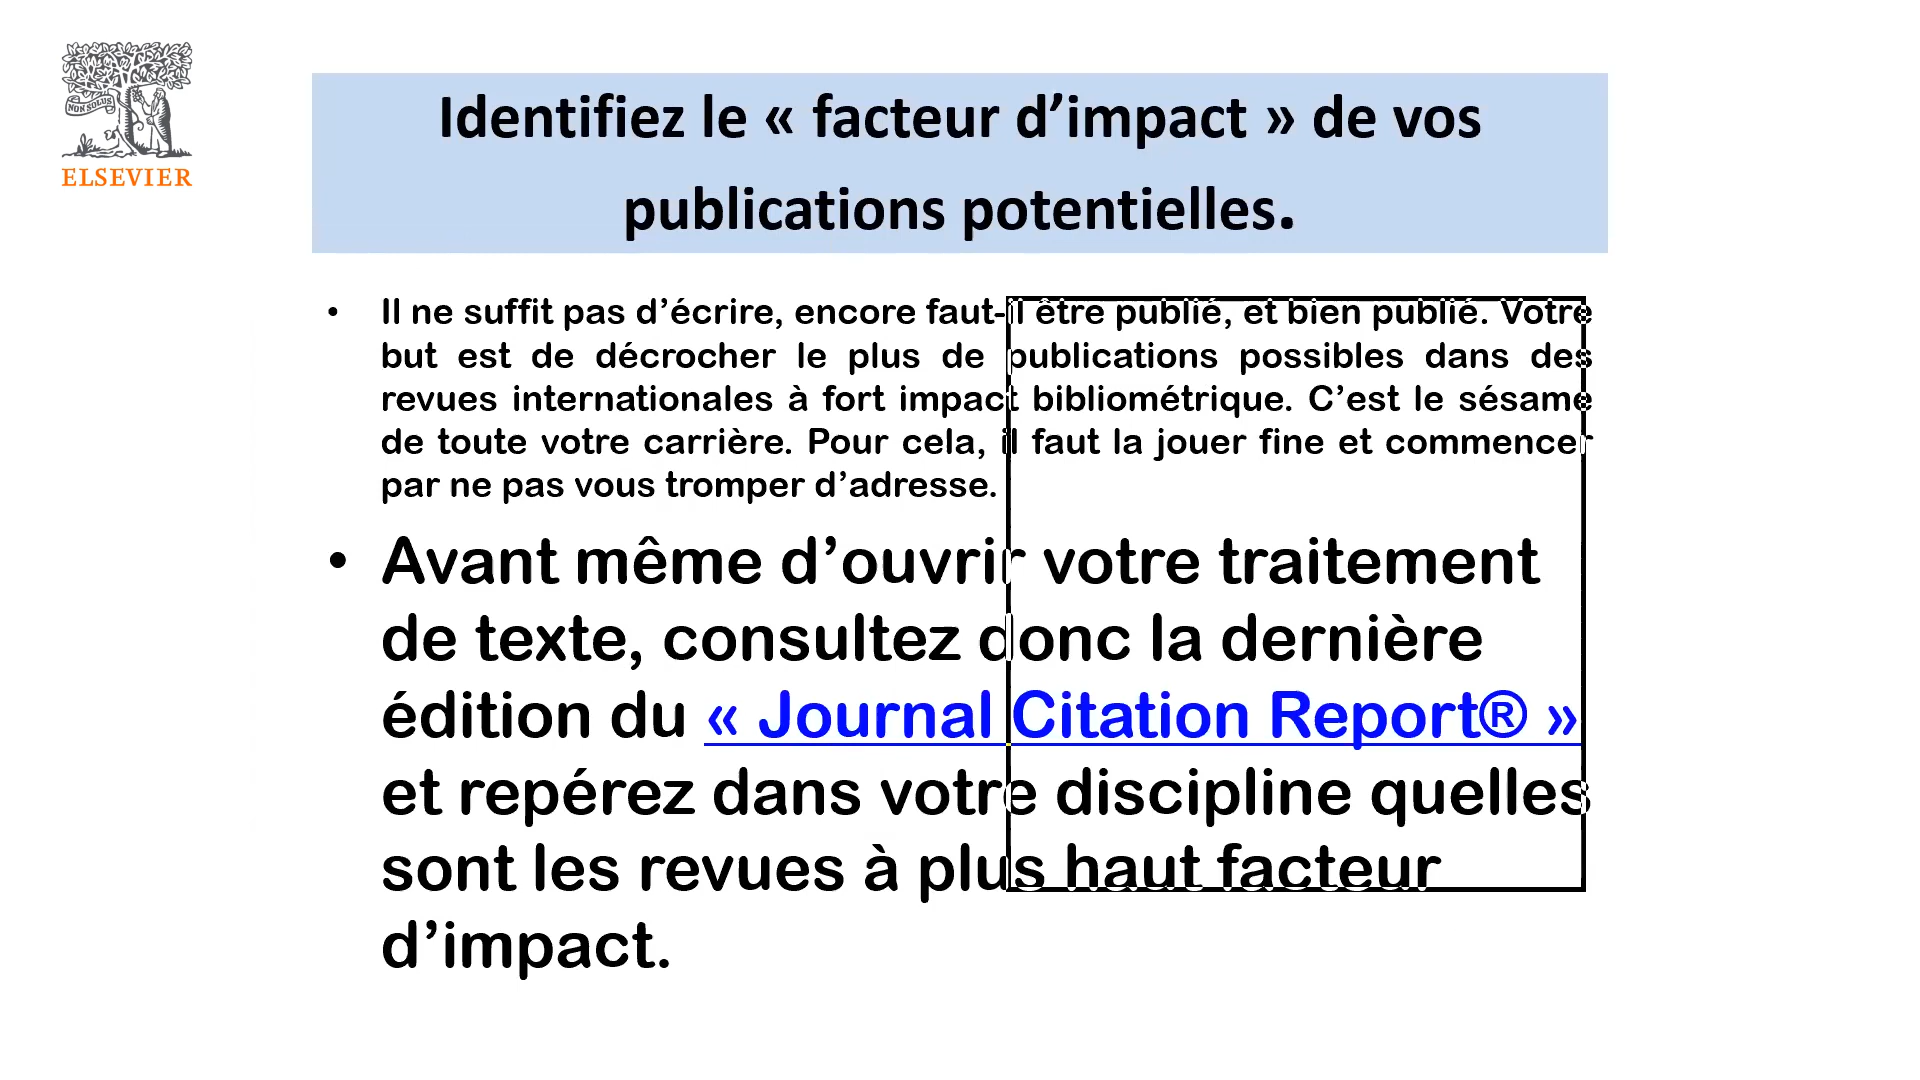 NON SOLUS
ELSEVIER
Identifiez le « facteur d’impact » de vos
publications potentielles.
• Il ne suffit pas d’écrire, encore faut-il être publié, et bien publié. Votre
but est de décrocher le plus de publications possibles dans des
revues internationales à fort impact bibliométrique. C’est le sésame
de toute votre carrière. Pour cela, il faut la jouer fine et commencer
par ne pas vous tromper d’adresse.
• Avant même d’ouvrir votre traitement
de texte, consultez donc la dernière
édition du « Journal Citation Report® »
et repérez dans votre discipline quelles
sont les revues à plus haut facteur
d’impact.